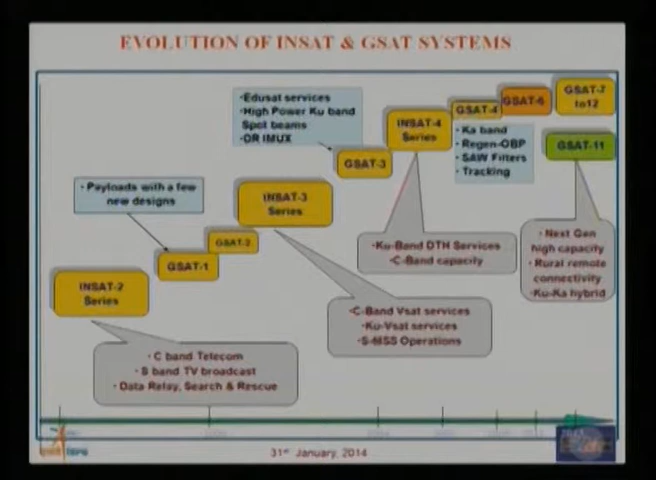 EVOLUTION OF INSAT & GSAT SYSTEMS
•Edusat services
•High Power Ku band
Spot beams
•DR IMUX
INSAT-4
Series
GSAT-4
GSAT-6
GSAT-7
to12
• Ka band
• Regen-OBP
• SAW Filters
• Tracking
GSAT-11
GSAT-3
• Payloads with a few
new designs
INSAT-3
Series
GSAT-2
GSAT-1
INSAT-2
Series
•Ku-Band DTH Services
•C-Band capacity
• Next Gen
high capacity
• Rural remote
connectivity
• Ku-Ka hybrid
•C-Band Vsat services
•Ku-Vsat services
•S-MSS Operations
• C band Telecom
• S band TV broadcast
• Data Relay, Search & Rescue
31st January, 2014